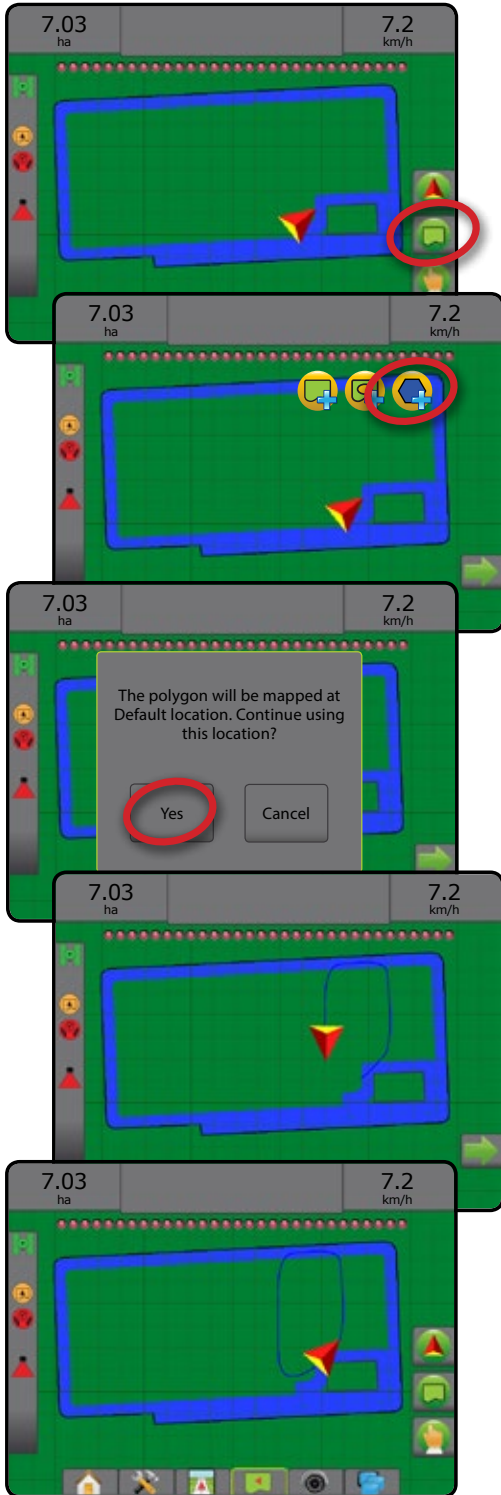 7.03
ha
7.2
km/h
7.03
ha
7.2
km/h
7.03
ha
7.2
km/h
The polygon will be mapped at
Default location. Continue using
this location?
Yes
Cancel
7.03
ha
7.2
km/h
7.03
ha
7.2
km/h